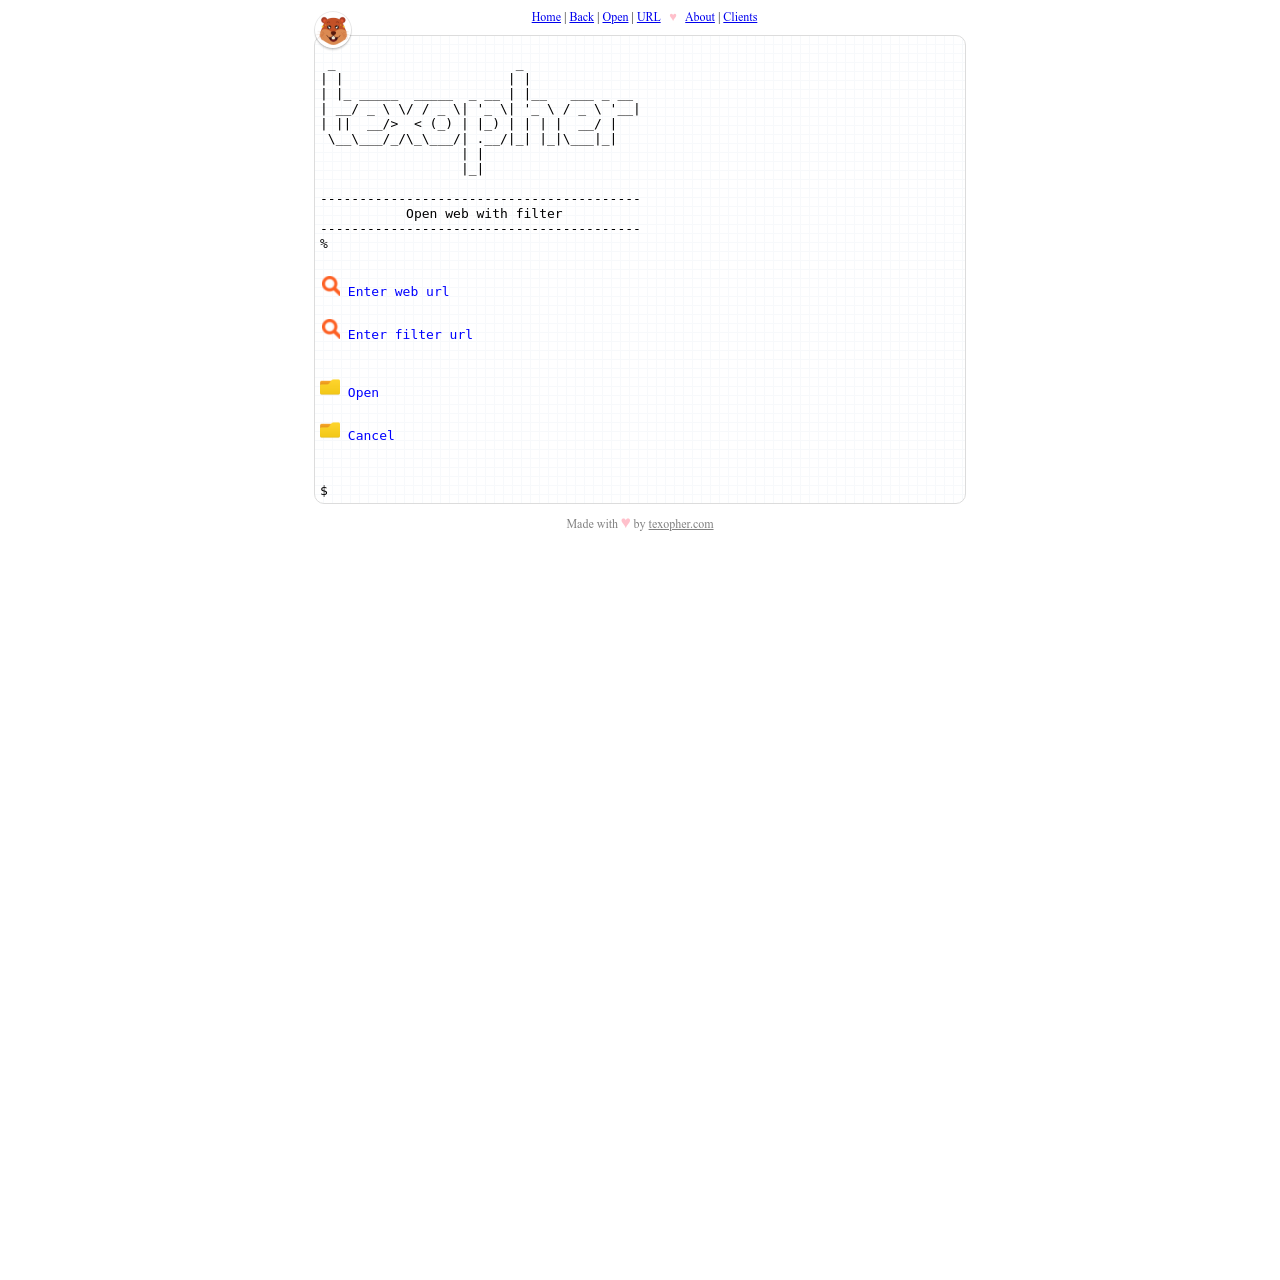 Home | Back | Open | URL ♥ About | Clients
 _                       _
| |                     | |
| |_ _____  _____  _ __ | |__   ___ _ __
| __/ _ \ \/ / _ \| '_ \| '_ \ / _ \ '__|
| ||  __/>  < (_) | |_) | | | |  __/ |
 \__\___/_/\_\___/| .__/|_| |_|\___|_|
                  | |
                  |_|
-----------------------------------------
Open web with filter
-----------------------------------------
%
Enter web url
Enter filter url
Open
Cancel
$
Made with ♥ by texopher.com